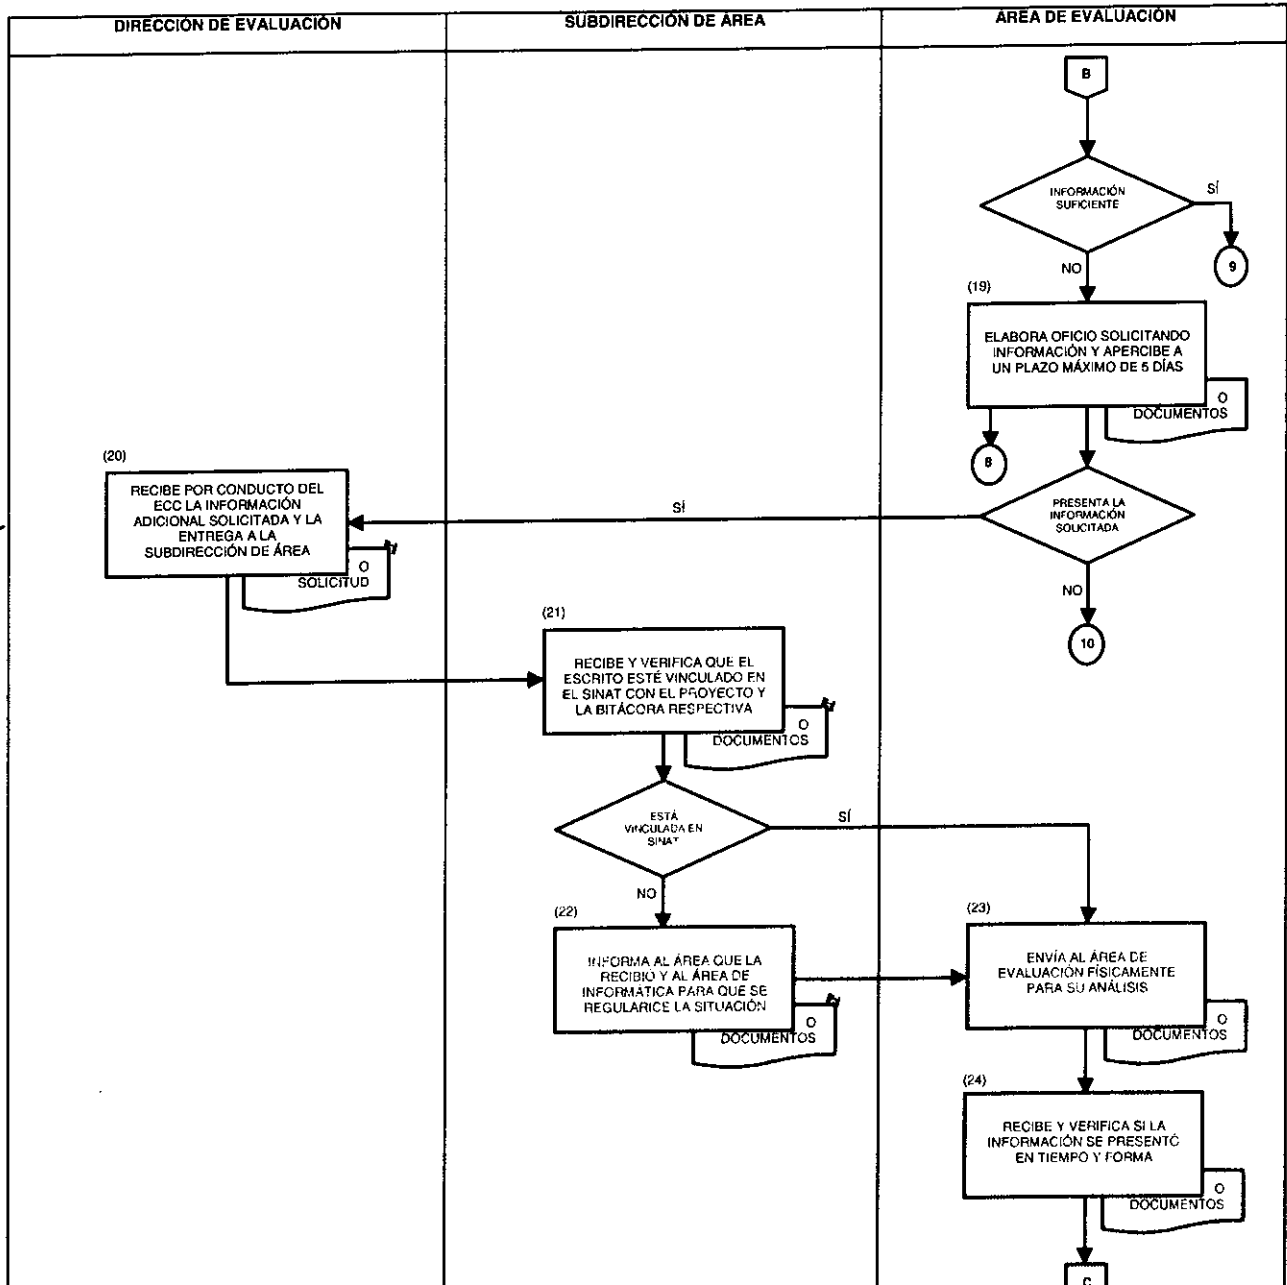 DIRECCIÓN DE EVALUACIÓN
SUBDIRECCIÓN DE ÁREA
ÁREA DE EVALUACIÓN
B
INFORMACIÓN
SUFICIENTE
SÍ
9
NO
(19)
ELABORA OFICIO SOLICITANDO
INFORMACIÓN Y APERCIBE A
UN PLAZO MÁXIMO DE 5 DÍAS
O
DOCUMENTOS
8
PRESENTA LA
INFORMACIÓN
SOLICITADA
SÍ
NO
10
(20)
RECIBE POR CONDUCTO DEL
ECC LA INFORMACIÓN
ADICIONAL SOLICITADA Y LA
ENTREGA A LA
SUBDIRECCIÓN DE ÁREA
O
SOLICITUD
(21)
RECIBE Y VERIFICA QUE EL
ESCRITO ESTÉ VINCULADO EN
EL SINAT CON EL PROYECTO Y
LA BITÁCORA RESPECTIVA
O
DOCUMENTOS
ESTÁ
VINCULADA EN
SINAT
SÍ
NO
(22)
INFORMA AL ÁREA QUE LA
RECIBIÓ Y AL ÁREA DE
INFORMÁTICA PARA QUE SE
REGULARICE LA SITUACIÓN
O
DOCUMENTOS
(23)
ENVÍA AL ÁREA DE
EVALUACIÓN FÍSICAMENTE
PARA SU ANÁLISIS
O
DOCUMENTOS
(24)
RECIBE Y VERIFICA SI LA
INFORMACIÓN SE PRESENTÓ
EN TIEMPO Y FORMA
O
DOCUMENTOS
C